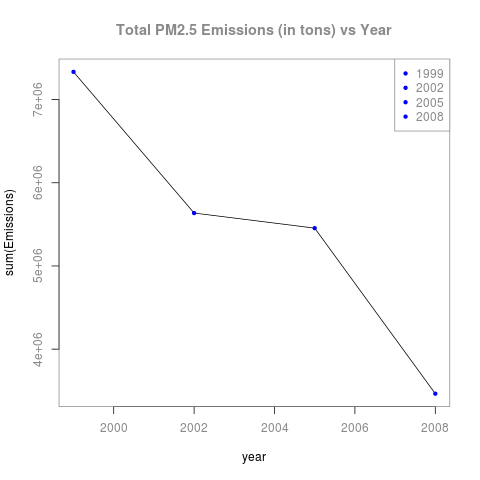 Total PM2.5 Emissions (in tons) vs Year
1999
2002
2005
2008
7e+06
6e+06
5e+06
4e+06
sum(Emissions)
2000
2002
2004
2006
2008
year